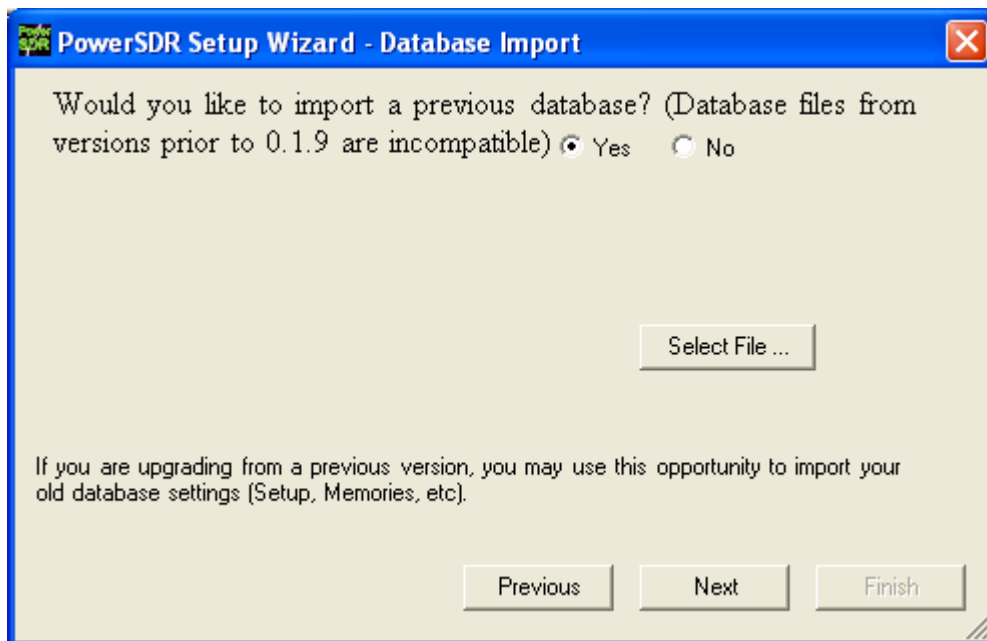 Power SDR PowerSDR Setup Wizard - Database Import
Would you like to import a previous database? (Database files from
versions prior to 0.1.9 are incompatible) Yes No
Select File ...
If you are upgrading from a previous version, you may use this opportunity to import your
old database settings (Setup, Memories, etc).
Previous Next Finish